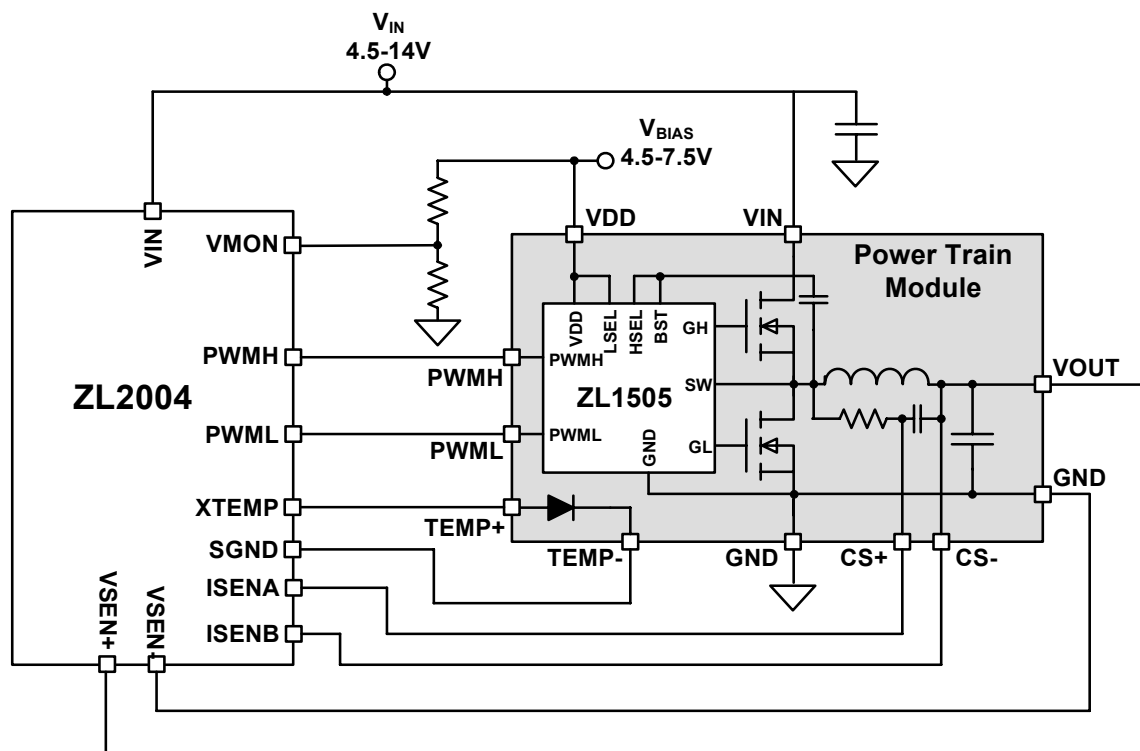 VIN
4.5-14V
VBIAS
4.5-7.5V
VDD
VIN
VIN
VMON
Power Train
Module
VDD
LSEL
HSEL
BST
GH
PWMH
PWMH
PWMH
SW
VOUT
ZL2004
ZL1505
PWML
PWML
PWML
GND
GL
GND
XTEMP
TEMP+
SGND
TEMP-
GND
CS+
CS-
ISENA
ISENB
VSEN+
VSEN-